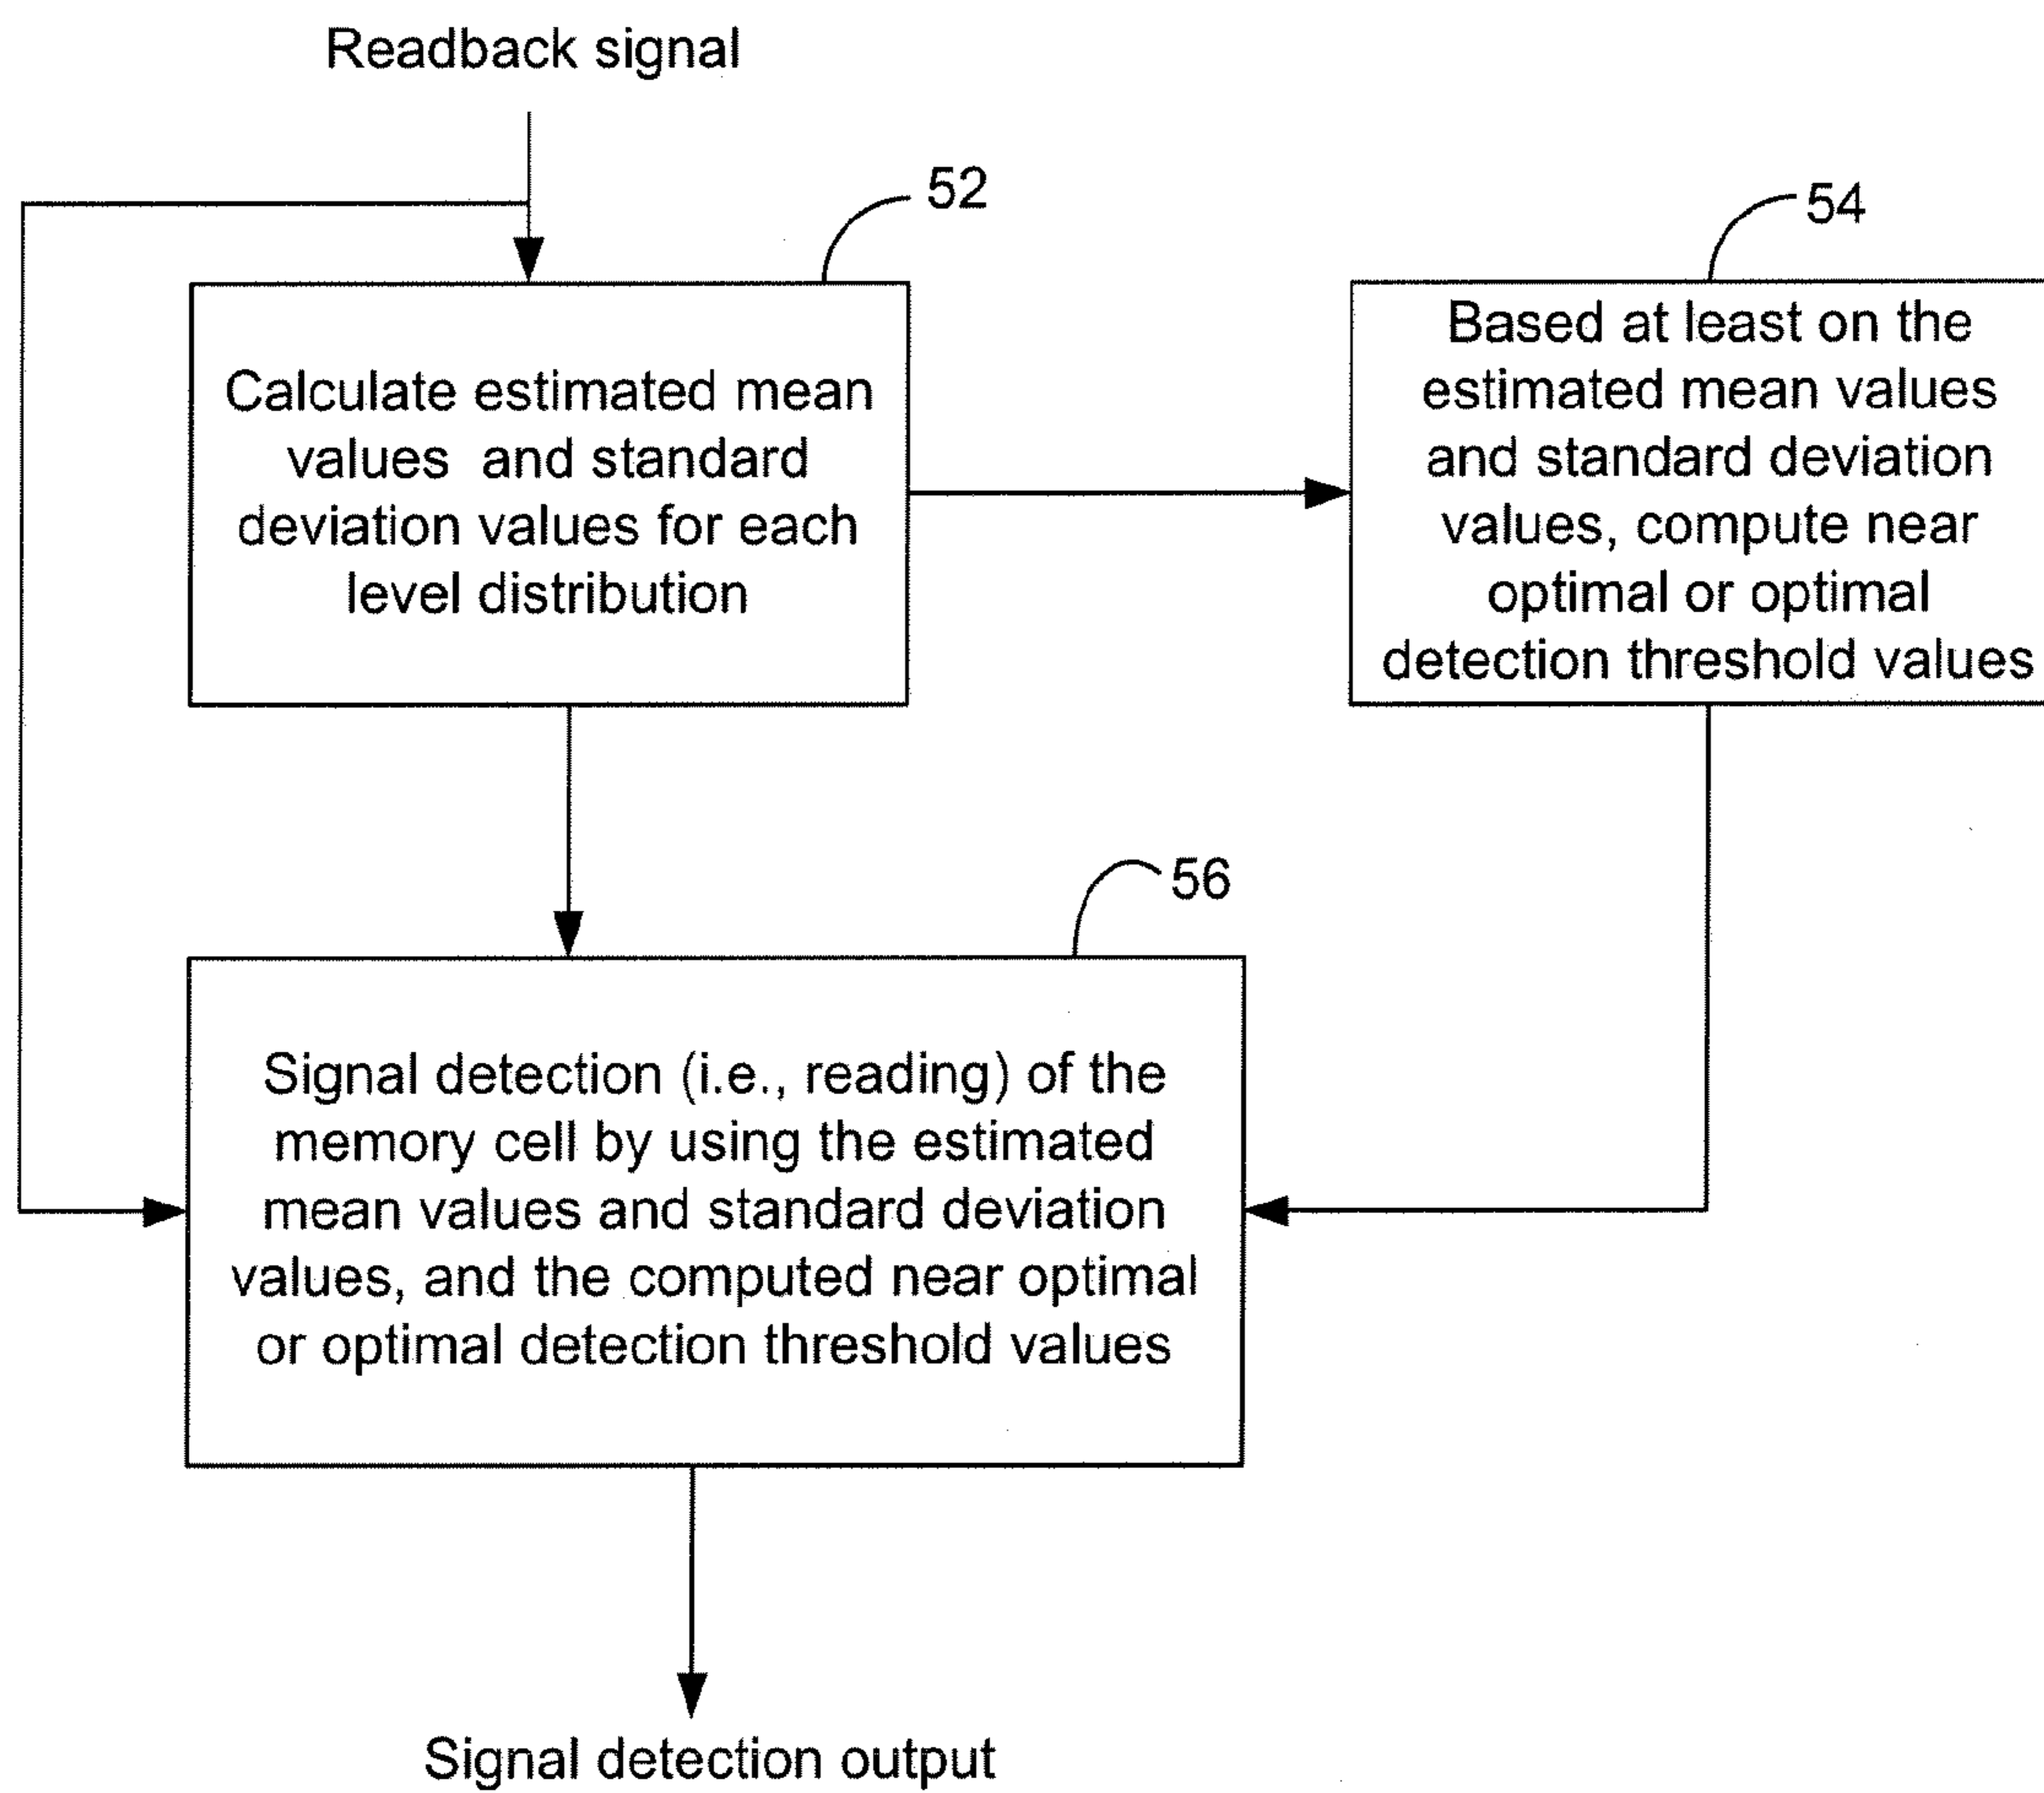 Readback signal
52
54
Calculate estimated mean
values and standard
deviation values for each
level distribution
Based at least on the
estimated mean values
and standard deviation
values, compute near
optimal or optimal
detection threshold values
56
Signal detection (i.e., reading) of the
memory cell by using the estimated
mean values and standard deviation
values, and the computed near optimal
or optimal detection threshold values
Signal detection output